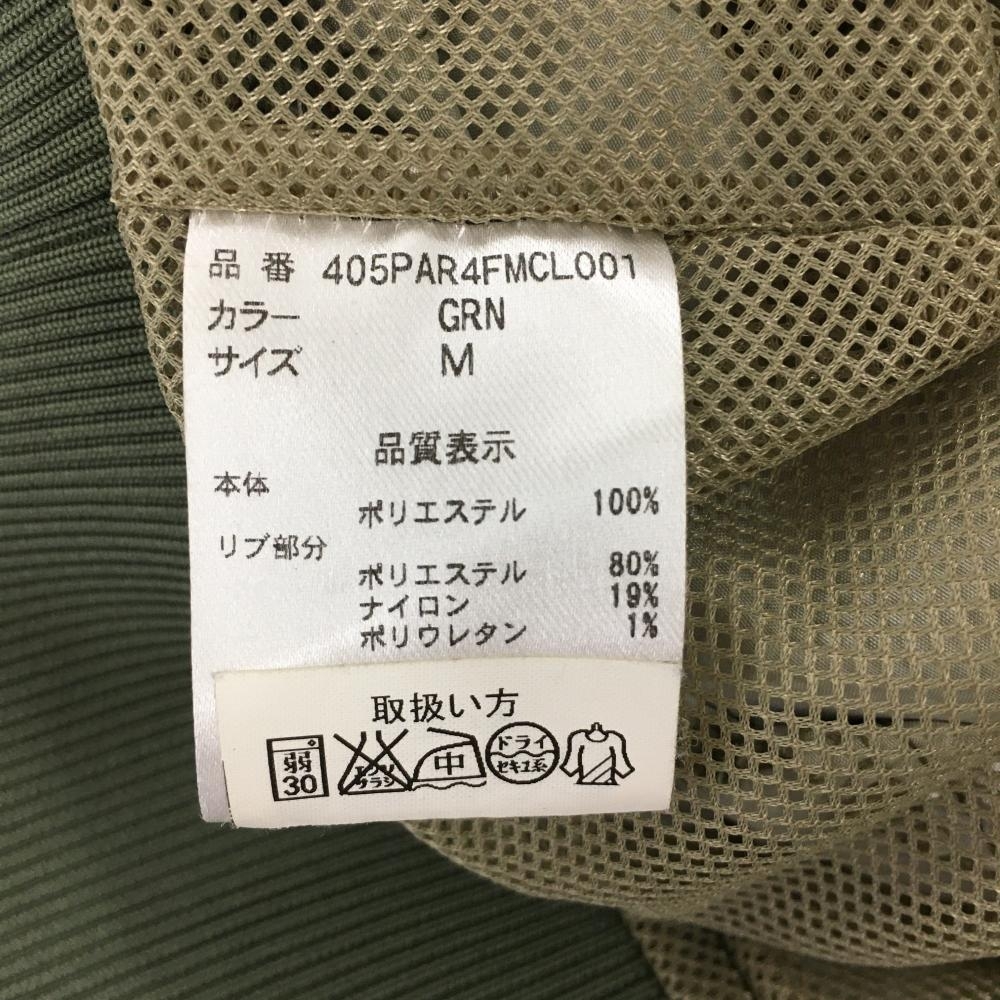 品番 405PAR4FMCL001
カラー GRN
サイズ M
品質表示
本体
ポリエステル 100%
リブ部分
ポリエステル 80%
ナイロン 19%
ポリウレタン 1%
取扱い方
弱 30
エンソサラシ 中 ドライ セキユ系